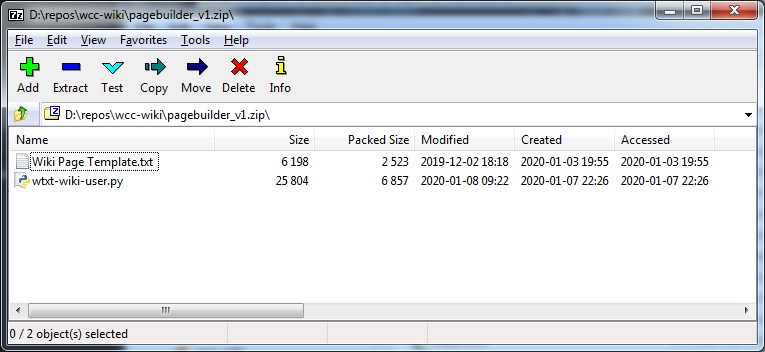 7z D:\repos\wcc-wiki\pagebuilder_v1.zip\
File Edit View Favorites Tools Help
Add Extract Test Copy Move Delete Info
D:\repos\wcc-wiki\pagebuilder_v1.zip\
Name Size Packed Size Modified Created Accessed
Wiki Page Template.txt 6 198 2 523 2019-12-02 18:18 2020-01-03 19:55 2020-01-03 19:55
wtxt-wiki-user.py 25 804 6 857 2020-01-08 09:22 2020-01-07 22:26 2020-01-07 22:26
0 / 2 object(s) selected